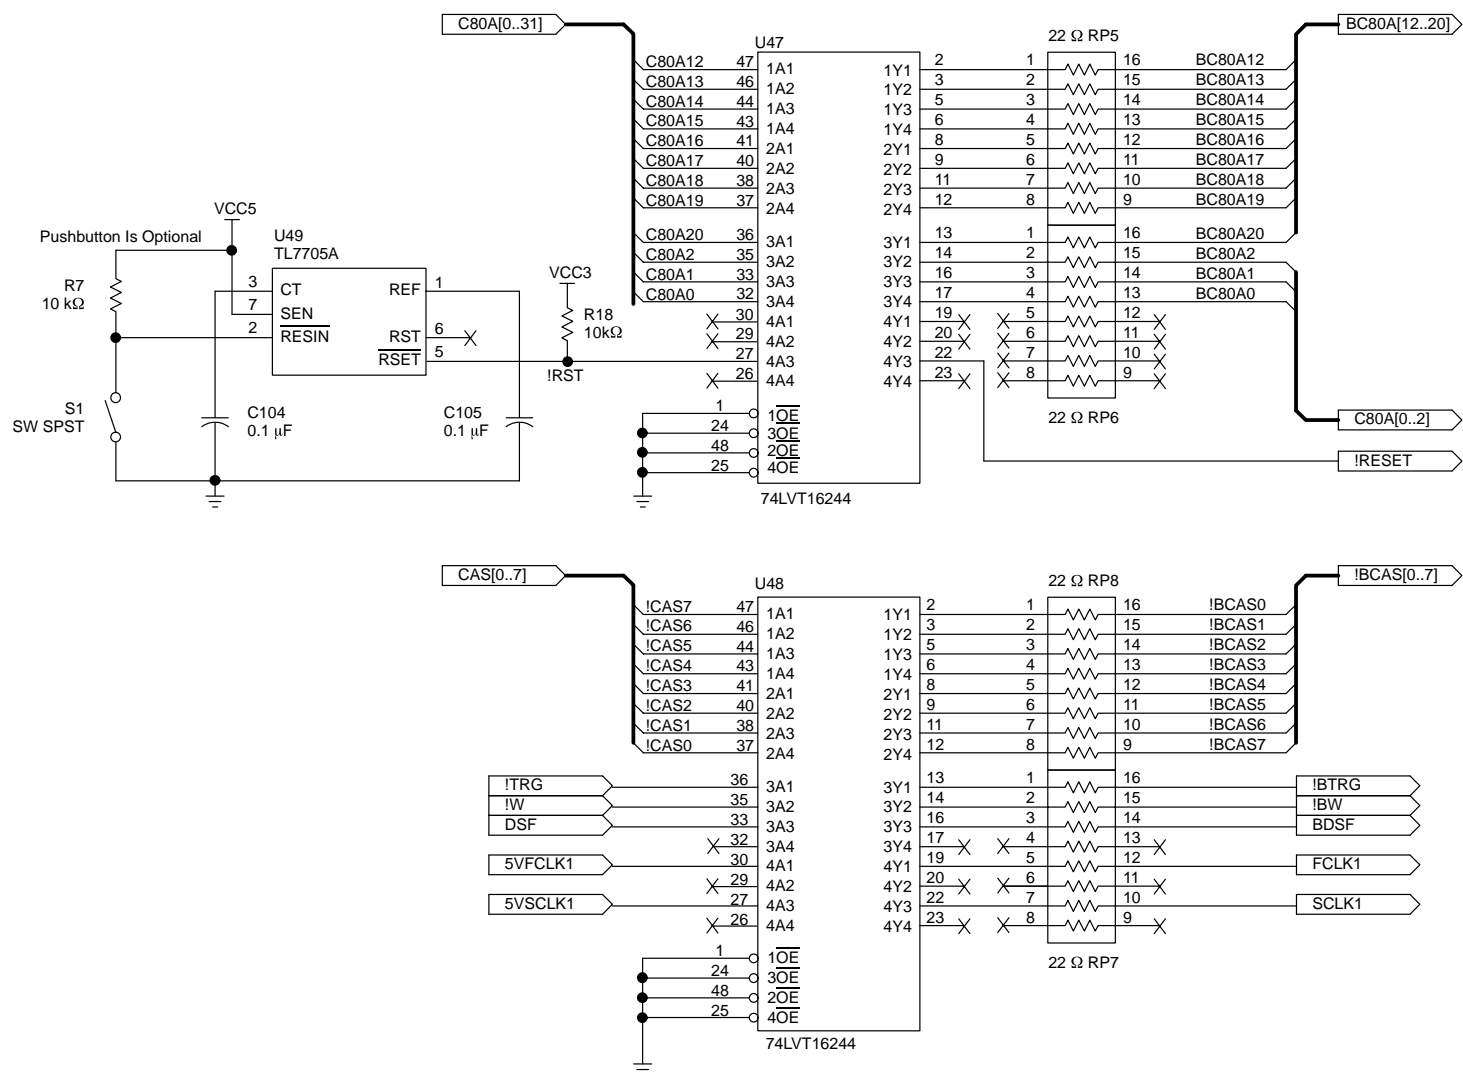 C80A[0..31]
BC80A[12..20]
U47
22 Ω RP5
C80A12 47 1A1 1Y1 2 1 16 BC80A12
C80A13 46 1A2 1Y2 3 2 15 BC80A13
C80A14 44 1A3 1Y3 5 3 14 BC80A14
C80A15 43 1A4 1Y4 6 4 13 BC80A15
C80A16 41 2A1 2Y1 8 5 12 BC80A16
C80A17 40 2A2 2Y2 9 6 11 BC80A17
C80A18 38 2A3 2Y3 11 7 10 BC80A18
C80A19 37 2A4 2Y4 12 8 9 BC80A19
C80A20 36 3A1 3Y1 13 1 16 BC80A20
C80A2 35 3A2 3Y2 14 2 15 BC80A2
C80A1 33 3A3 3Y3 16 3 14 BC80A1
C80A0 32 3A4 3Y4 17 4 13 BC80A0
30 4A1 4Y1 19 5 12
29 4A2 4Y2 20 6 11
27 4A3 4Y3 22 7 10
26 4A4 4Y4 23 8 9
1 1OE
24 3OE
48 2OE
25 4OE
22 Ω RP6
C80A[0..2]
!RESET
74LVT16244
VCC5
Pushbutton Is Optional
U49
TL7705A
R7
10 kΩ
3 CT REF 1
7 SEN
2 RESIN RST 6
RSET 5
VCC3
R18
10kΩ
!RST
S1
SW SPST
C104
0.1 μF
C105
0.1 μF
CAS[0..7]
!BCAS[0..7]
U48
22 Ω RP8
!CAS7 47 1A1 1Y1 2 1 16 !BCAS0
!CAS6 46 1A2 1Y2 3 2 15 !BCAS1
!CAS5 44 1A3 1Y3 5 3 14 !BCAS2
!CAS4 43 1A4 1Y4 6 4 13 !BCAS3
!CAS3 41 2A1 2Y1 8 5 12 !BCAS4
!CAS2 40 2A2 2Y2 9 6 11 !BCAS5
!CAS1 38 2A3 2Y3 11 7 10 !BCAS6
!CAS0 37 2A4 2Y4 12 8 9 !BCAS7
!TRG 36 3A1 3Y1 13 1 16 !BTRG
!W 35 3A2 3Y2 14 2 15 !BW
DSF 33 3A3 3Y3 16 3 14 BDSF
32 3A4 3Y4 17 4 13
5VFCLK1 30 4A1 4Y1 19 5 12 FCLK1
29 4A2 4Y2 20 6 11
5VSCLK1 27 4A3 4Y3 22 7 10 SCLK1
26 4A4 4Y4 23 8 9
1 1OE
24 3OE
48 2OE
25 4OE
22 Ω RP7
74LVT16244